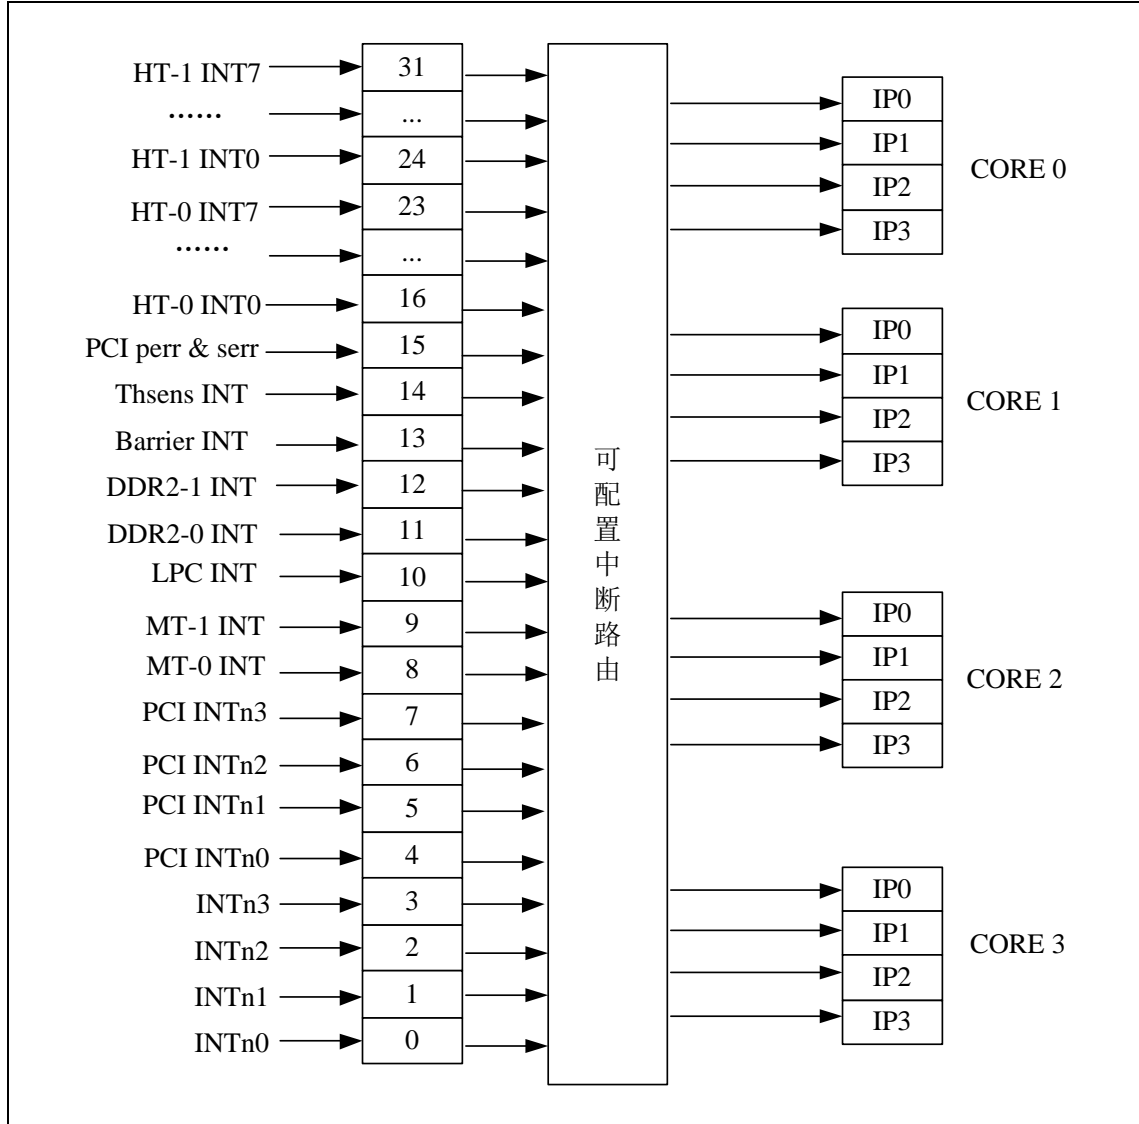 HT-1 INT7 31
...... ...
HT-1 INT0 24
HT-0 INT7 23
...... ...
HT-0 INT0 16
PCI perr & serr 15
Thsens INT 14
Barrier INT 13
DDR2-1 INT 12
DDR2-0 INT 11
LPC INT 10
MT-1 INT 9
MT-0 INT 8
PCI INTn3 7
PCI INTn2 6
PCI INTn1 5
PCI INTn0 4
INTn3 3
INTn2 2
INTn1 1
INTn0 0
可配置中断路由
IP0
IP1
IP2
IP3
CORE 0
IP0
IP1
IP2
IP3
CORE 1
IP0
IP1
IP2
IP3
CORE 2
IP0
IP1
IP2
IP3
CORE 3